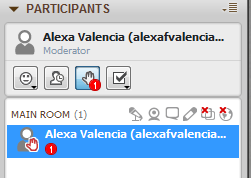 PARTICIPANTS
Alexa Valencia (alexafvalencia...
Moderator
1
MAIN ROOM (1)
Alexa Valencia (alexafvalencia...
1